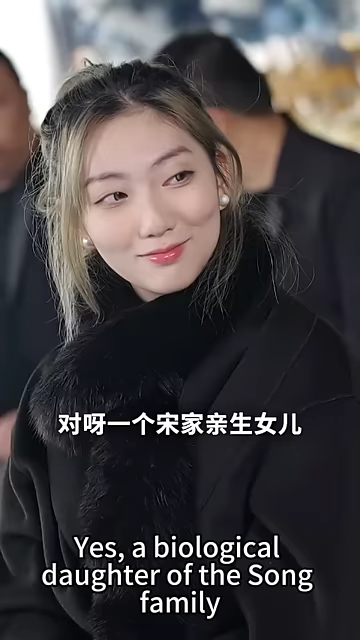 对呀一个宋家亲生女儿
Yes, a biological
daughter of the Song
family